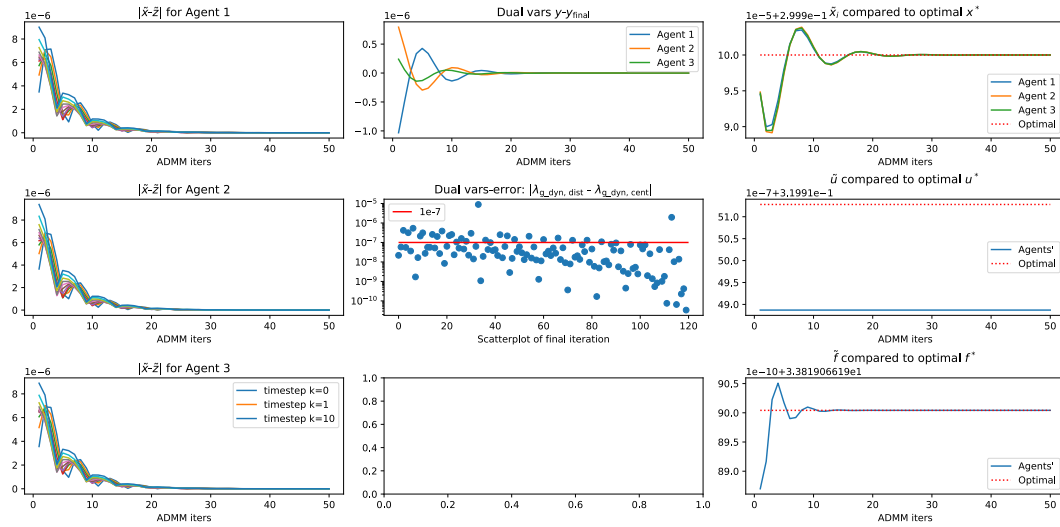 |x̃-z̃| for Agent 1
1e-6
8
6
4
2
0
0 10 20 30 40 50
ADMM iters
Dual vars y-y_final
1e-6
0.5
0.0
−0.5
−1.0
Agent 1
Agent 2
Agent 3
0 10 20 30 40 50
x̃_i compared to optimal x*
1e-5+2.999e-1
10.0
9.5
9.0
Agent 1
Agent 2
Agent 3
Optimal
0 10 20 30 40 50
ADMM iters
|x̃-z̃| for Agent 2
1e-6
8
6
4
2
0
0 10 20 30 40 50
ADMM iters
Dual vars-error: |λ_g_dyn, dist - λ_g_dyn, cent|
10⁻⁵
10⁻⁶
10⁻⁷
10⁻⁸
10⁻⁹
10⁻¹⁰
1e-7
0 20 40 60 80 100 120
Scatterplot of final iteration
ũ compared to optimal u*
1e-7+3.1991e-1
51.0
50.5
50.0
49.5
49.0
Agents'
Optimal
0 10 20 30 40 50
ADMM iters
|x̃-z̃| for Agent 3
1e-6
8
6
4
2
0
timestep k=0
timestep k=1
timestep k=10
0 10 20 30 40 50
ADMM iters
1.0
0.8
0.6
0.4
0.2
0.0
0.0 0.2 0.4 0.6 0.8 1.0
f̃ compared to optimal f*
1e-10+3.381906619e1
90.5
90.0
89.5
89.0
Agents'
Optimal
0 10 20 30 40 50
ADMM iters